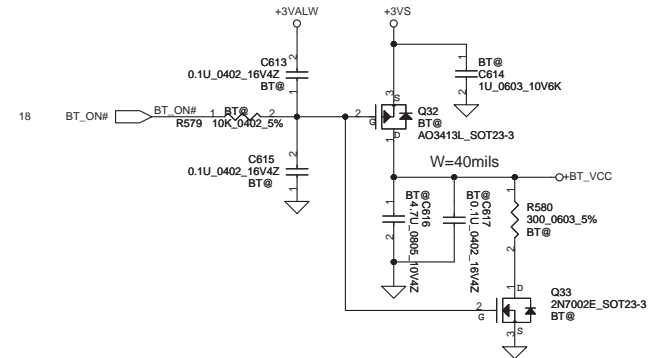 +3VALW
+3VS
2
C613
0.1U_0402_16V4Z
BT@
1
1
BT@
C614
1U_0603_10V6K
2
18
BT_ON#
BT_ON#
1
BT@
2
R579
10K_0402_5%
2
G
3
S
D
1
Q32
BT@
AO3413L_SOT23-3
2
C615
0.1U_0402_16V4Z
BT@
1
W=40mils
+BT_VCC
1
2
BT@C616
4.7U_0805_10V4Z
1
2
BT@C617
0.1U_0402_16V4Z
1
R580
300_0603_5%
BT@
2
1
D
2
G
3
S
Q33
2N7002E_SOT23-3
BT@